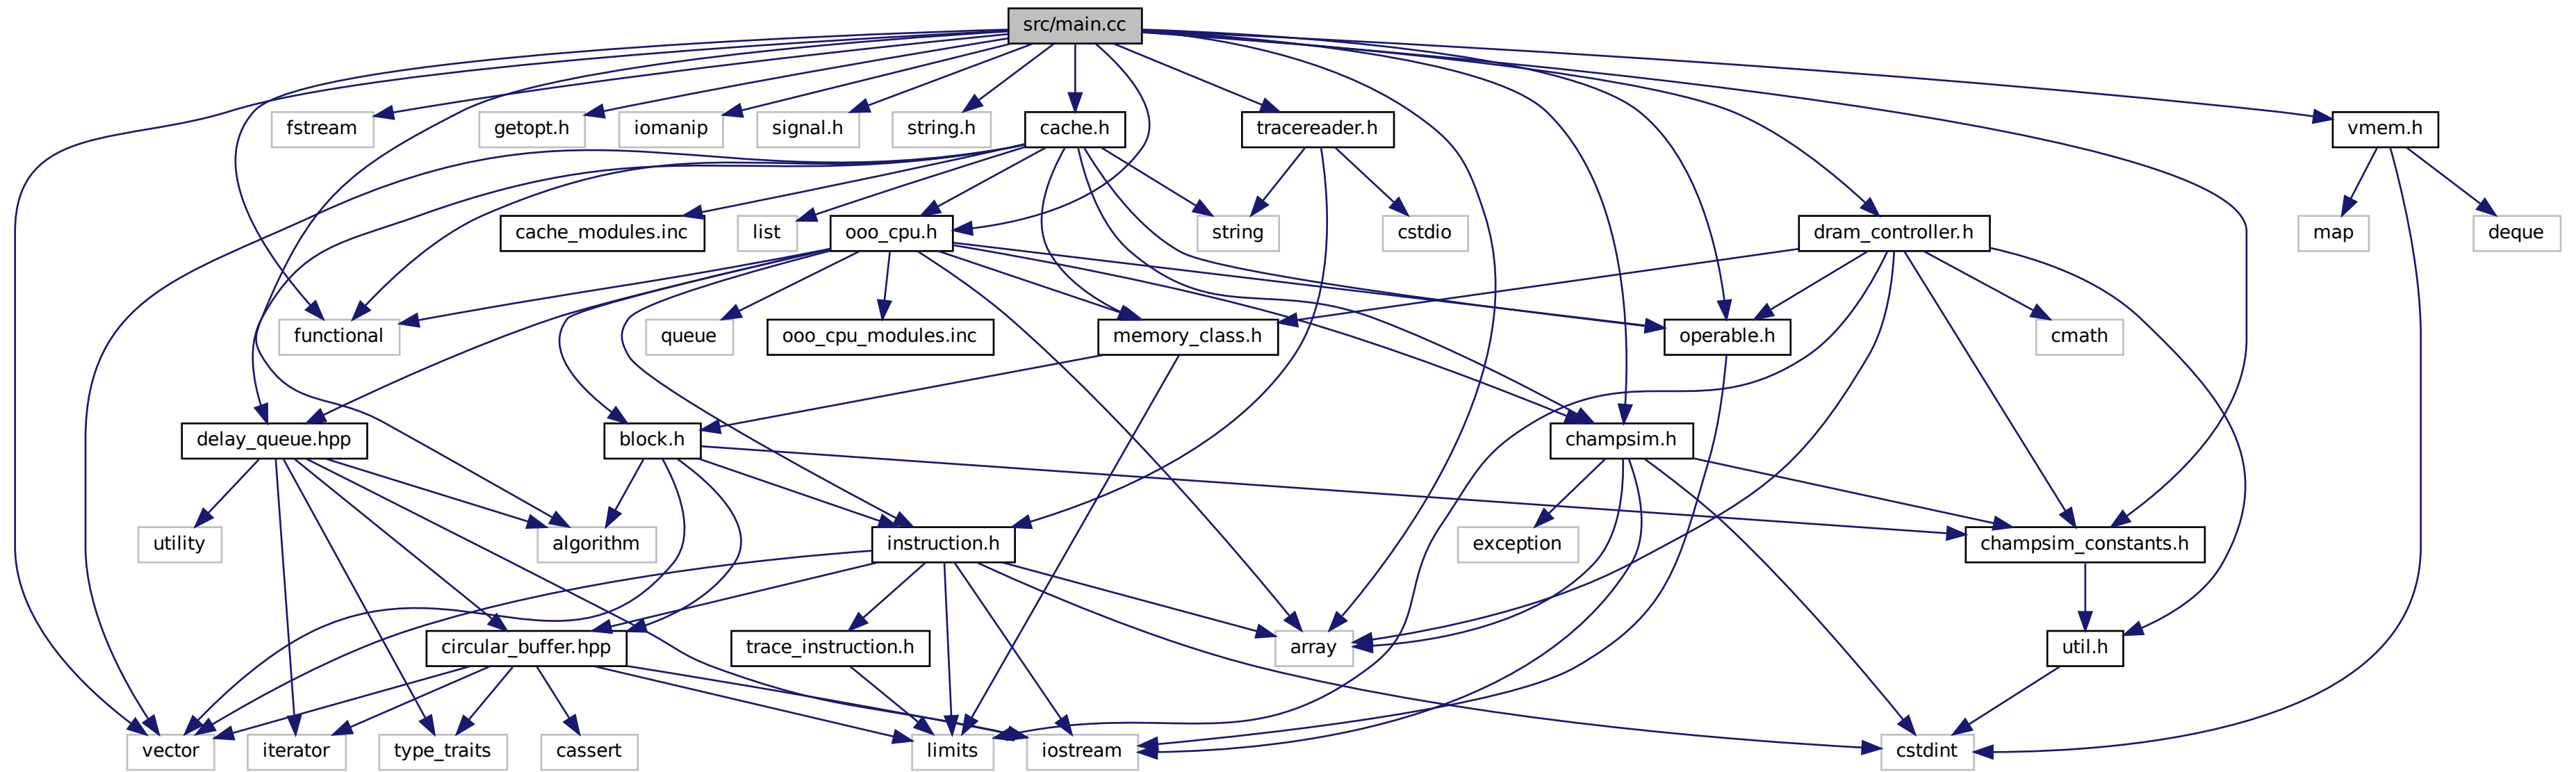 src/main.cc
fstream
getopt.h
iomanip
signal.h
string.h
cache.h
tracereader.h
vmem.h
cache_modules.inc
list
ooo_cpu.h
string
cstdio
dram_controller.h
map
deque
functional
queue
ooo_cpu_modules.inc
memory_class.h
operable.h
cmath
delay_queue.hpp
block.h
champsim.h
utility
algorithm
instruction.h
exception
champsim_constants.h
circular_buffer.hpp
trace_instruction.h
array
util.h
vector
iterator
type_traits
cassert
limits
iostream
cstdint